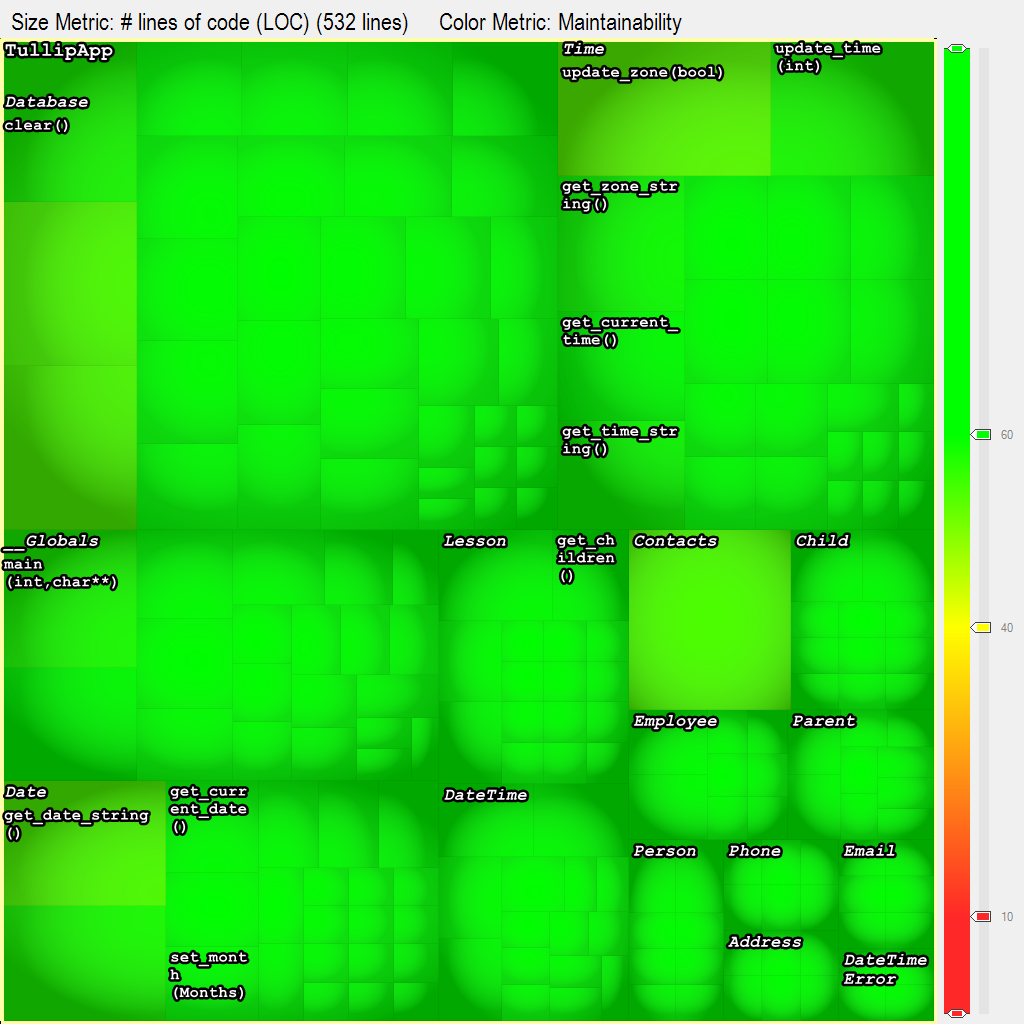 Size Metric: # lines of code (LOC) (532 lines) Color Metric: Maintainability
TullipApp
Database
clear()
Time
update_zone(bool)
update_time
(int)
get_zone_str
ing()
get_current_
time()
get_time_str
ing()
60
__Globals
main
(int,char**)
Lesson
get_ch
ildren
()
Contacts
Child
40
Employee
Parent
Date
get_date_string
()
get_curr
ent_date
()
set_mont
h
(Months)
DateTime
Person
Phone
Email
Address
DateTime
Error
10